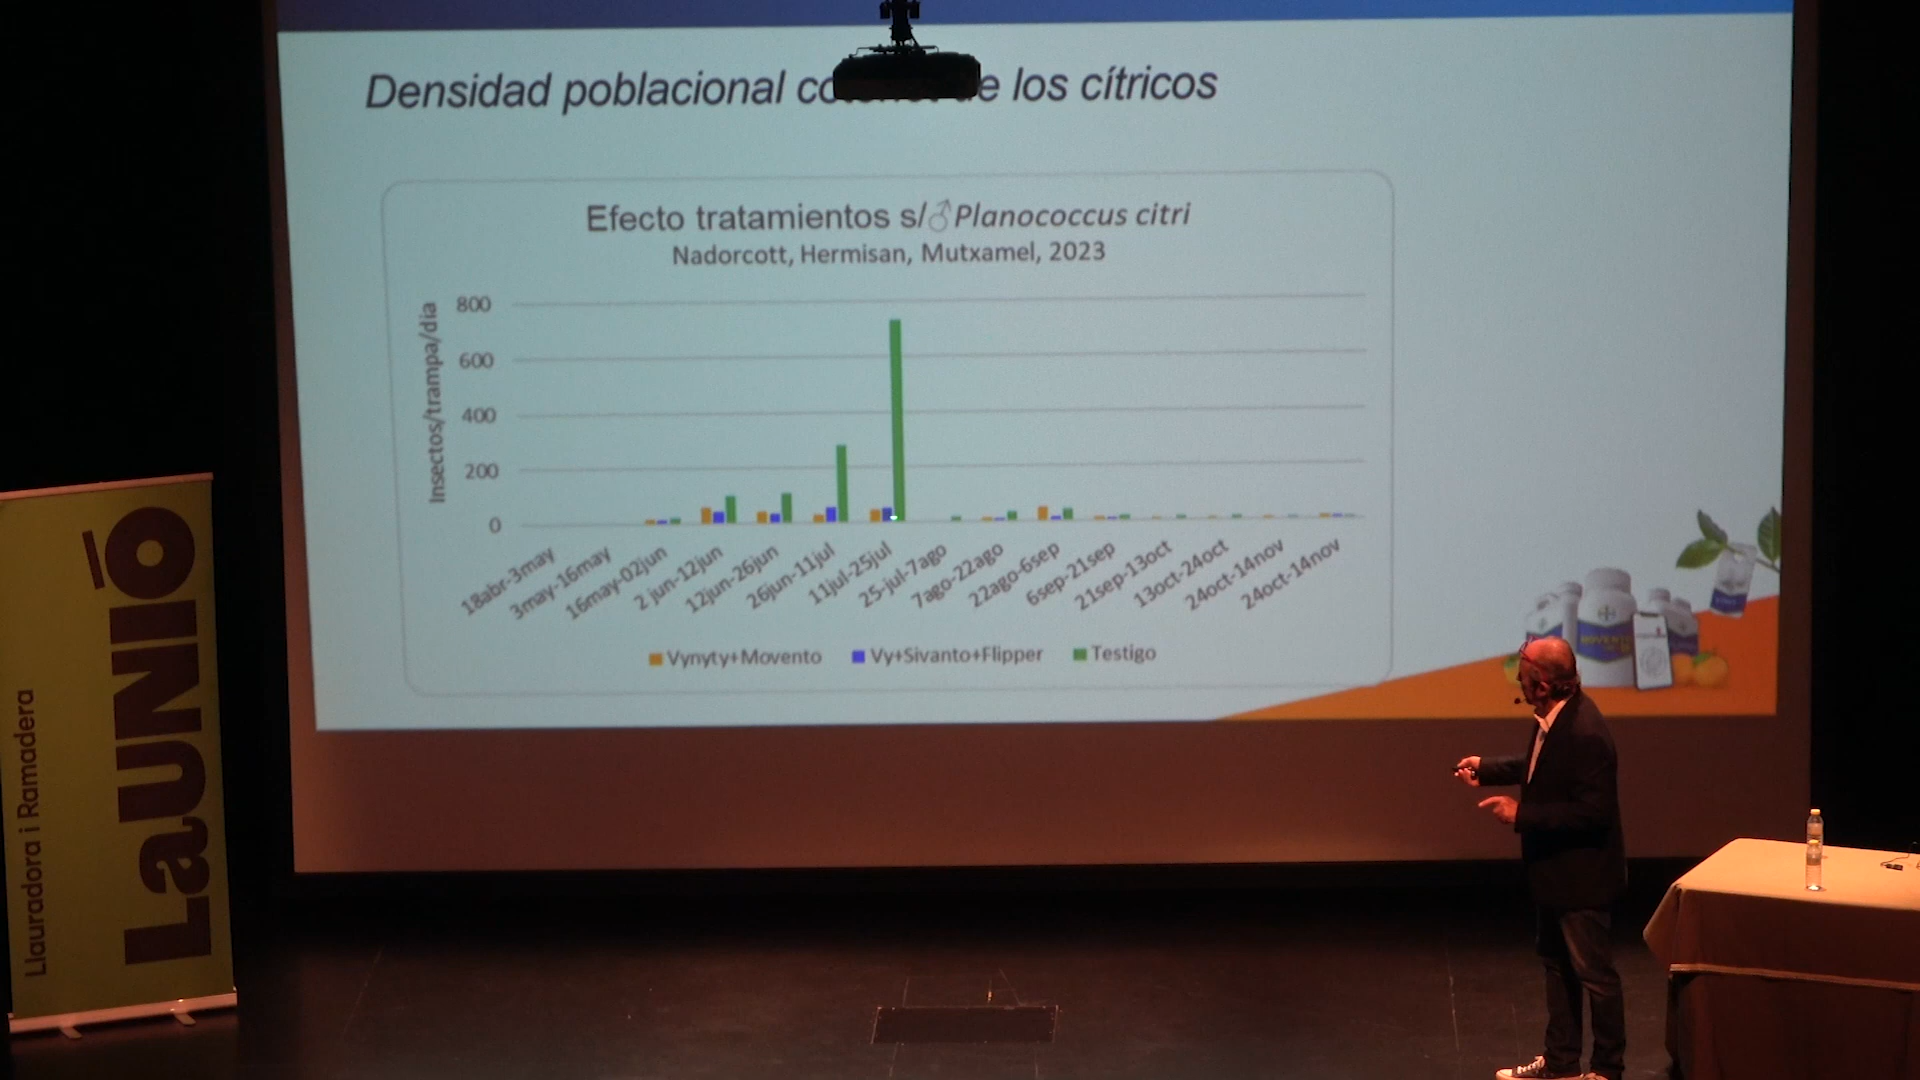 Densidad poblacional de los cítricos
Efecto tratamientos s/♂Planococcus citri
Nadorcott, Hermisan, Mutxamel, 2023
Insectos/trampa/dia
800
600
400
200
0
18abr-3may
3may-16may
16may-02jun
2 jun-12jun
12jun-26jun
26jun-11jul
11jul-25jul
25-jul-7ago
7ago-22ago
22ago-6sep
6sep-21sep
21sep-13oct
13oct-24oct
24oct-14nov
24oct-14nov
Vynyty+Movento
Vy+Sivanto+Flipper
Testigo
MOVENTO
LaUNIÓ
Llauradora i Ramadera